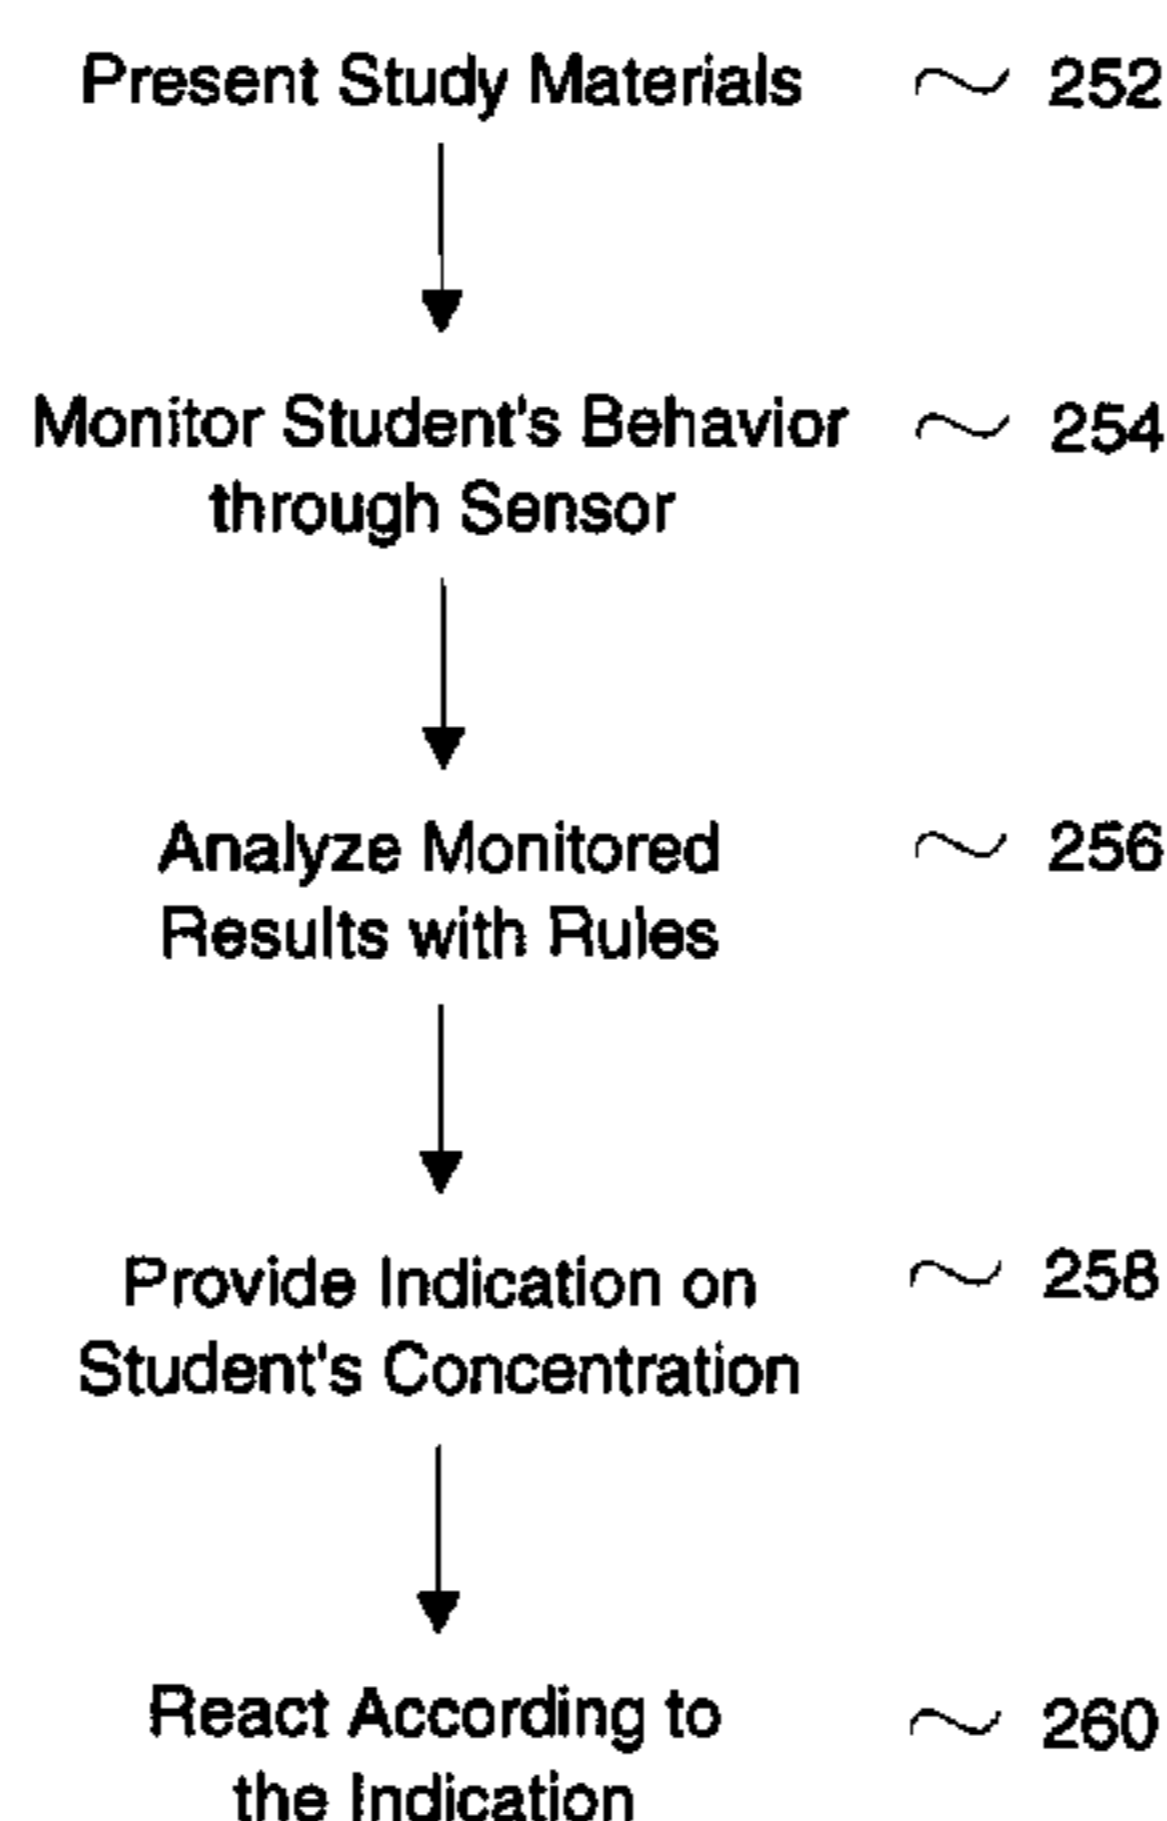 Present Study Materials ~ 252
Monitor Student's Behavior ~ 254
through Sensor
Analyze Monitored ~ 256
Results with Rules
Provide Indication on ~ 258
Student's Concentration
React According to ~ 260
the Indication